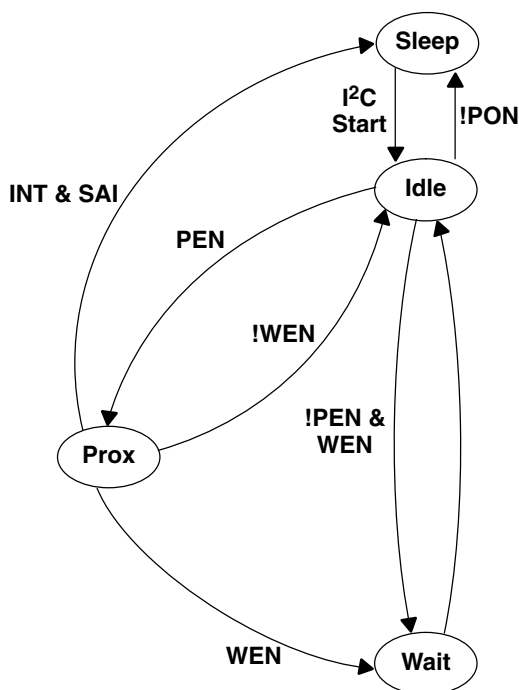 Sleep
I²C
Start
!PON
Idle
INT & SAI
PEN
!WEN
!PEN &
WEN
Prox
WEN
Wait